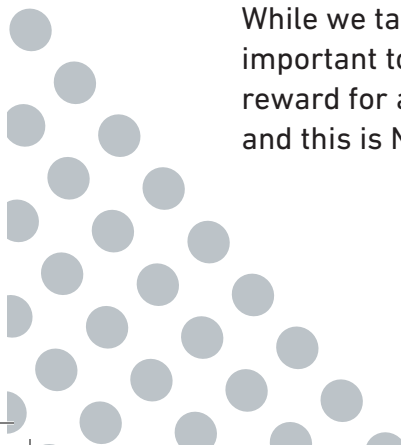 While we ta
important to
reward for a
and this is N